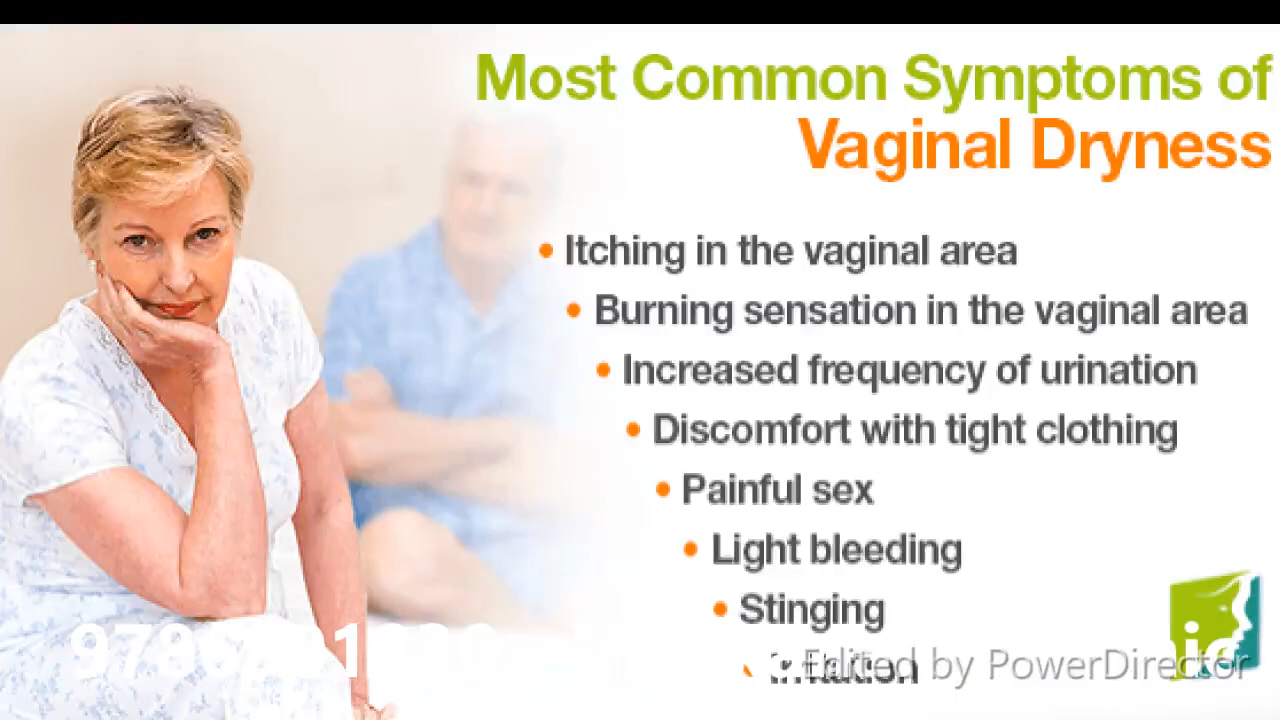 Most Common Symptoms of
Vaginal Dryness
• Itching in the vaginal area
• Burning sensation in the vaginal area
• Increased frequency of urination
• Discomfort with tight clothing
• Painful sex
• Light bleeding
• Stinging
Edited by PowerDirector